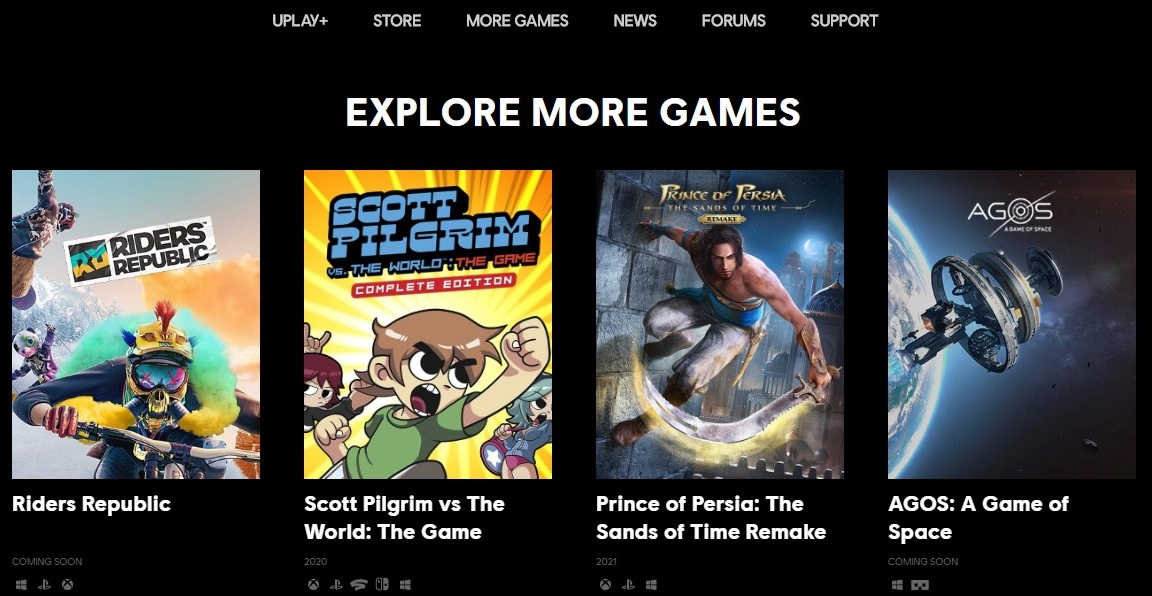 UPLAY+ STORE MORE GAMES NEWS FORUMS SUPPORT
EXPLORE MORE GAMES
RIDERS
REPUBLIC
SCOTT
PILGRIM
VS. THE WORLD: THE GAME
COMPLETE EDITION
PRINCE OF PERSIA
THE SANDS OF TIME
REMAKE
AGOS
A GAME OF SPACE
Riders Republic
COMING SOON
Scott Pilgrim vs The
World: The Game
2020
Prince of Persia: The
Sands of Time Remake
2021
AGOS: A Game of
Space
COMING SOON